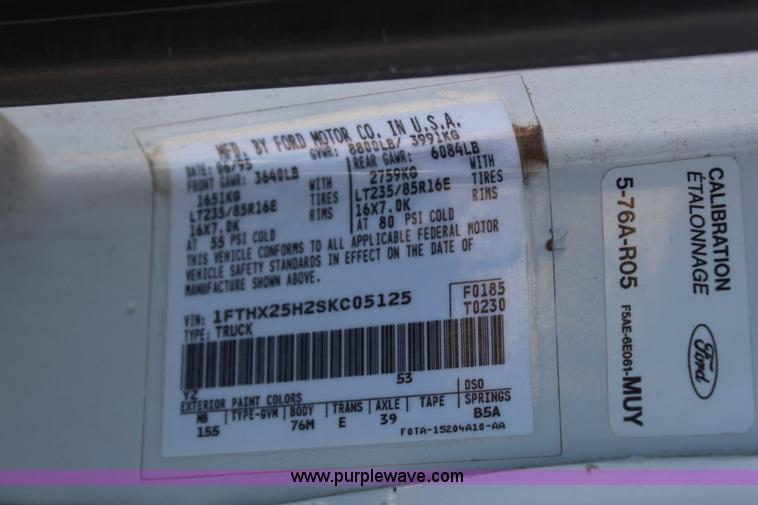 MFD. BY FORD MOTOR CO. IN U.S.A.
DATE: 06/95 GVWR: 8800LB/ 3991KG
FRONT GAWR: 3640LB REAR GAWR: 6084LB
1651KG WITH 2759KG WITH
LT235/85R16E TIRES LT235/85R16E TIRES
16X7.0K RIMS 16X7.0K RIMS
AT 55 PSI COLD AT 80 PSI COLD
THIS VEHICLE CONFORMS TO ALL APPLICABLE FEDERAL MOTOR
VEHICLE SAFETY STANDARDS IN EFFECT ON THE DATE OF
MANUFACTURE SHOWN ABOVE.
VIN: 1FTHX25H2SKC05125 F0185
TYPE: TRUCK T0230
YZ 53
EXTERIOR PAINT COLORS DSO
WB TYPE-GVM BODY TRANS AXLE TAPE SPRINGS
155 76M E 39 B5A
F0TA-15204A10-AA
CALIBRATION
ÉTALONNAGE
5-76A-R05
F5AE-6E061-MUY
Ford
www.purplewave.com